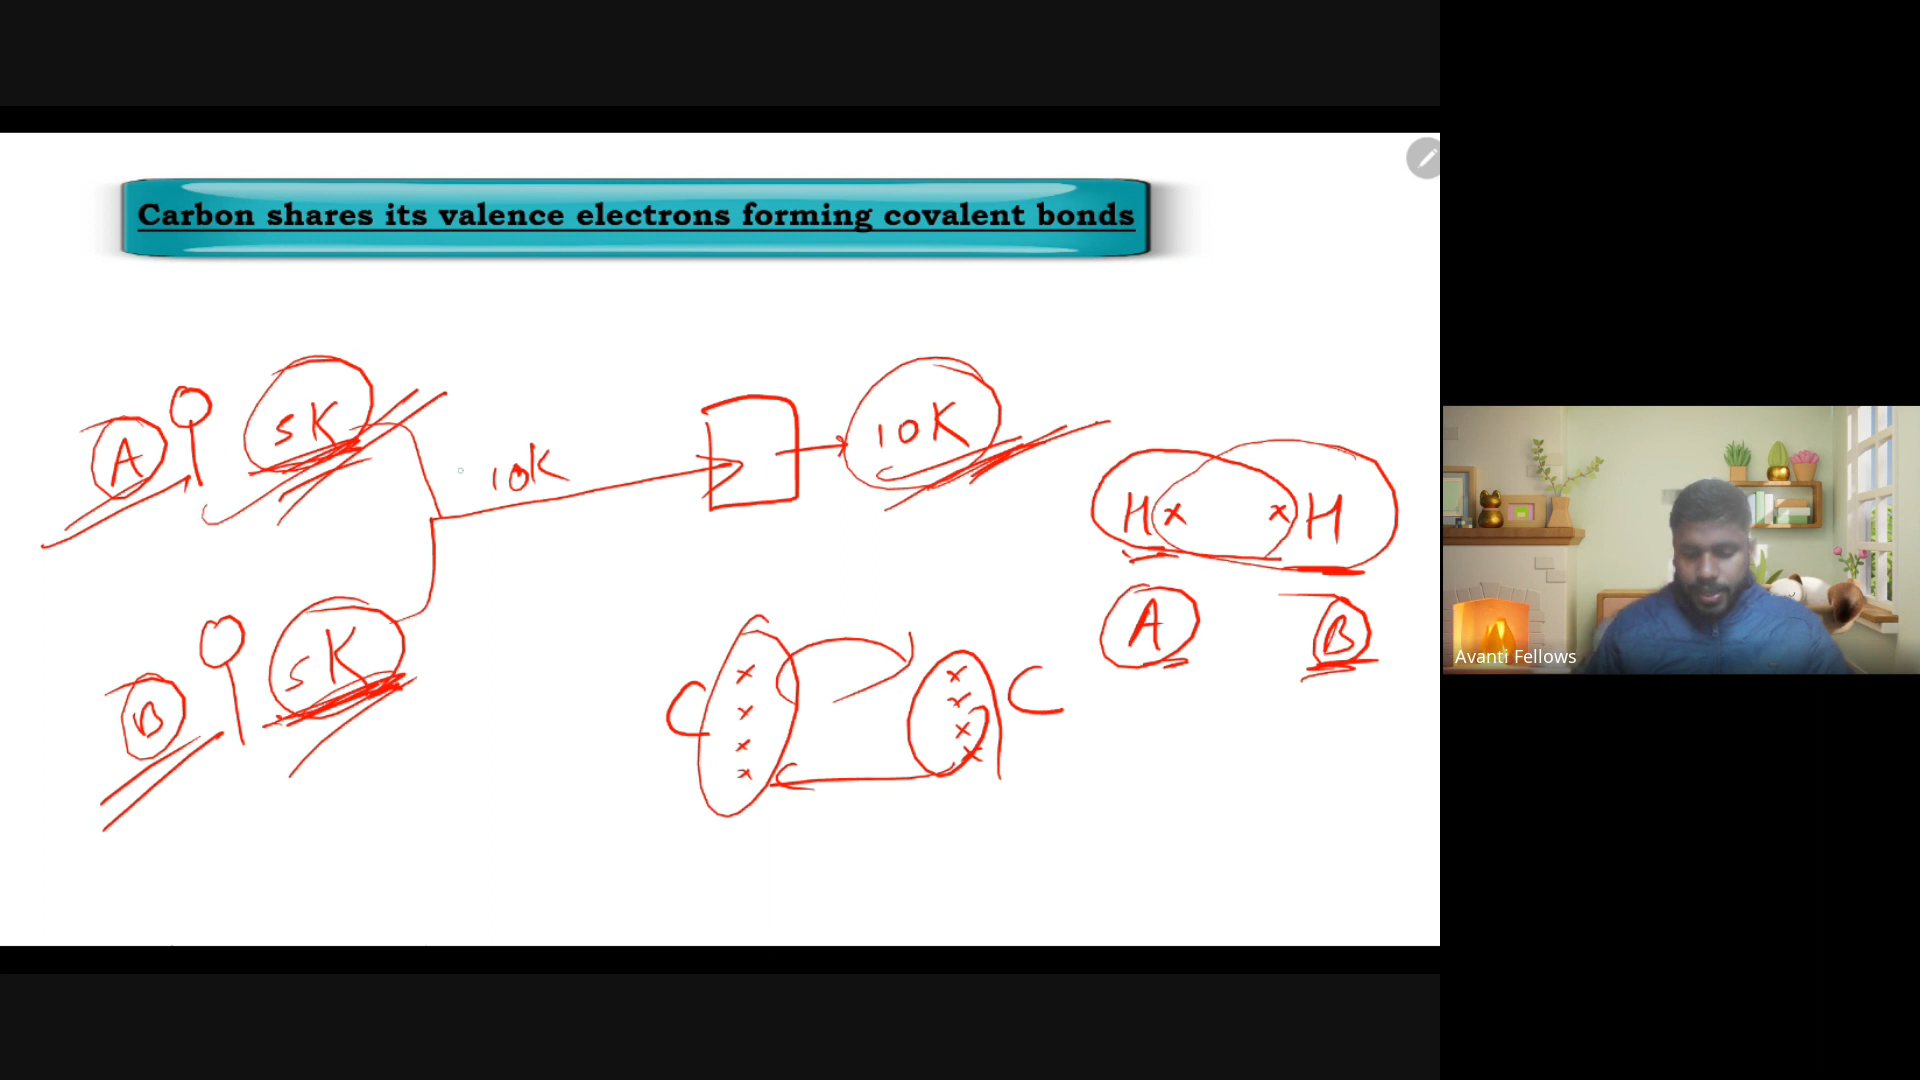 Carbon shares its valence electrons forming covalent bonds
A 5K
10K
10K
H x x H
A B
B 5K
C x x x x
x x x x C
Avanti Fellows